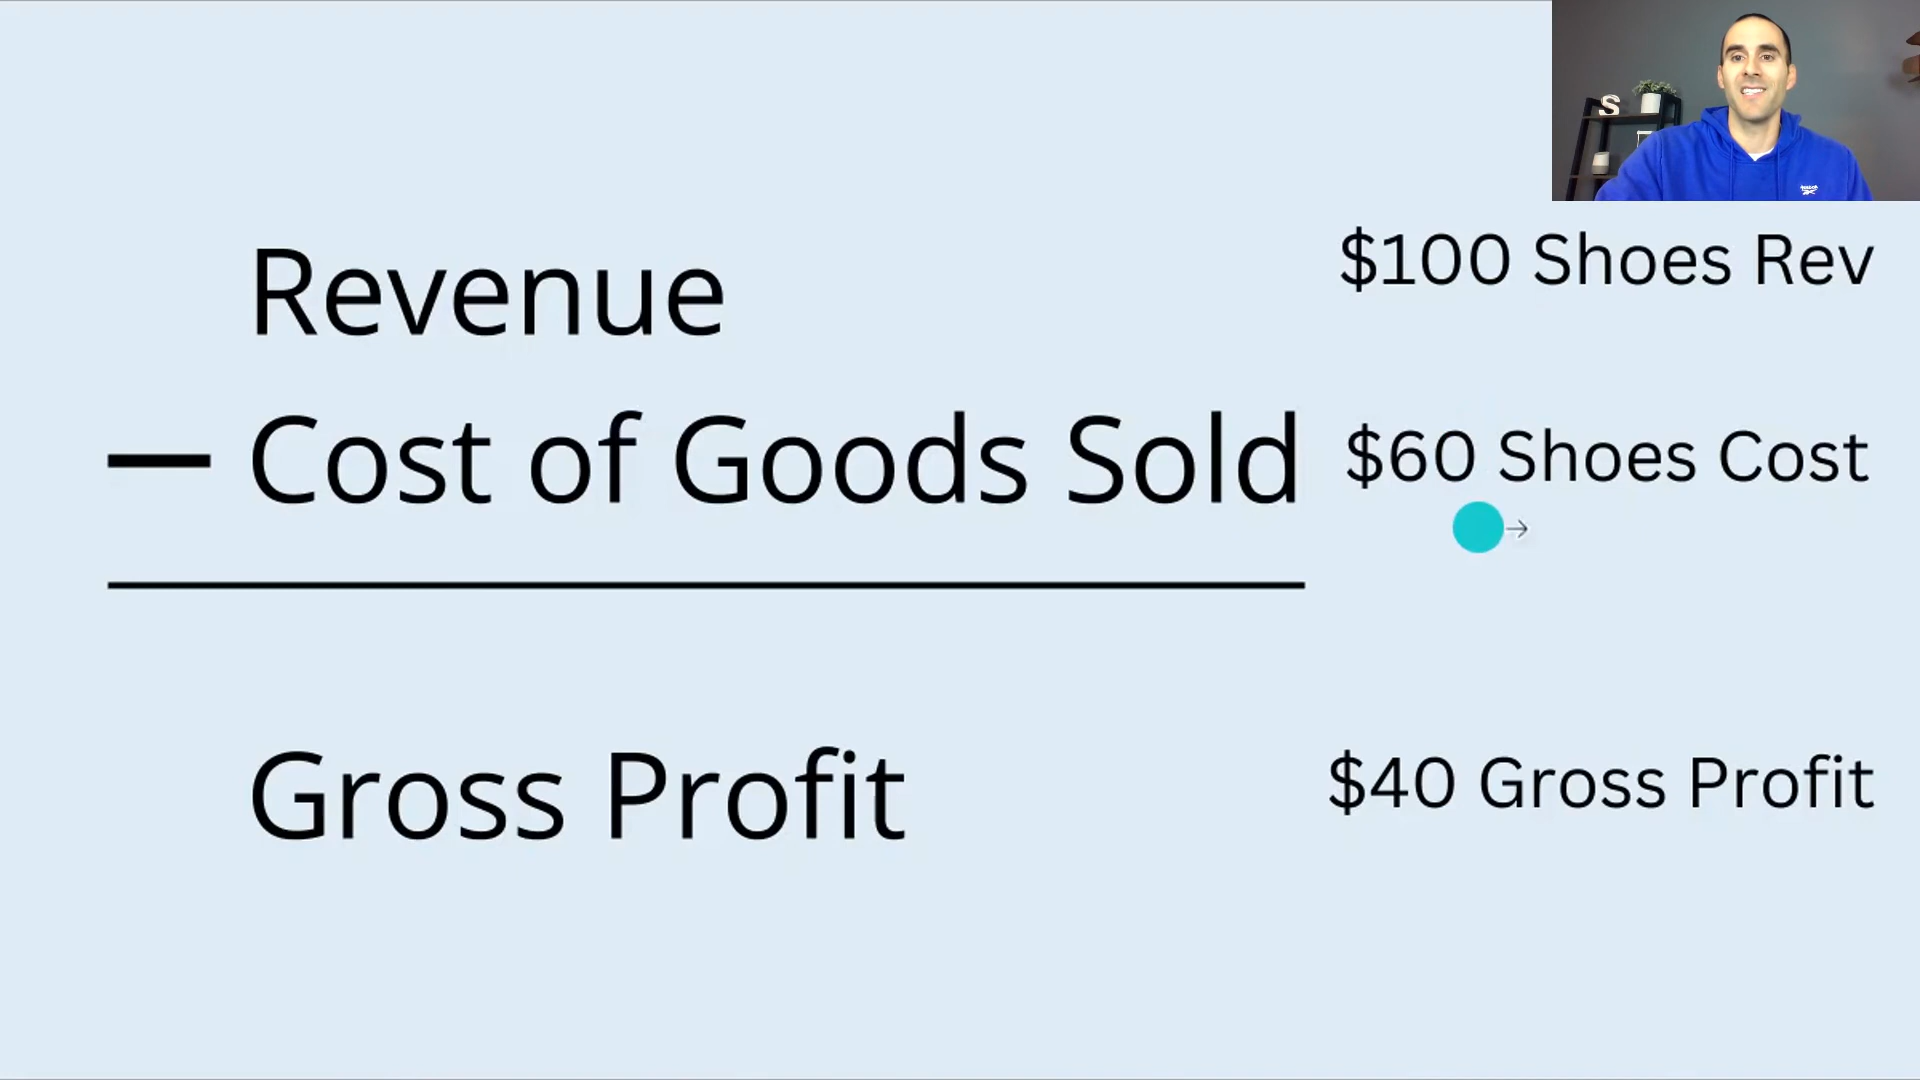 Revenue
$100 Shoes Rev
— Cost of Goods Sold
$60 Shoes Cost
Gross Profit
$40 Gross Profit
S